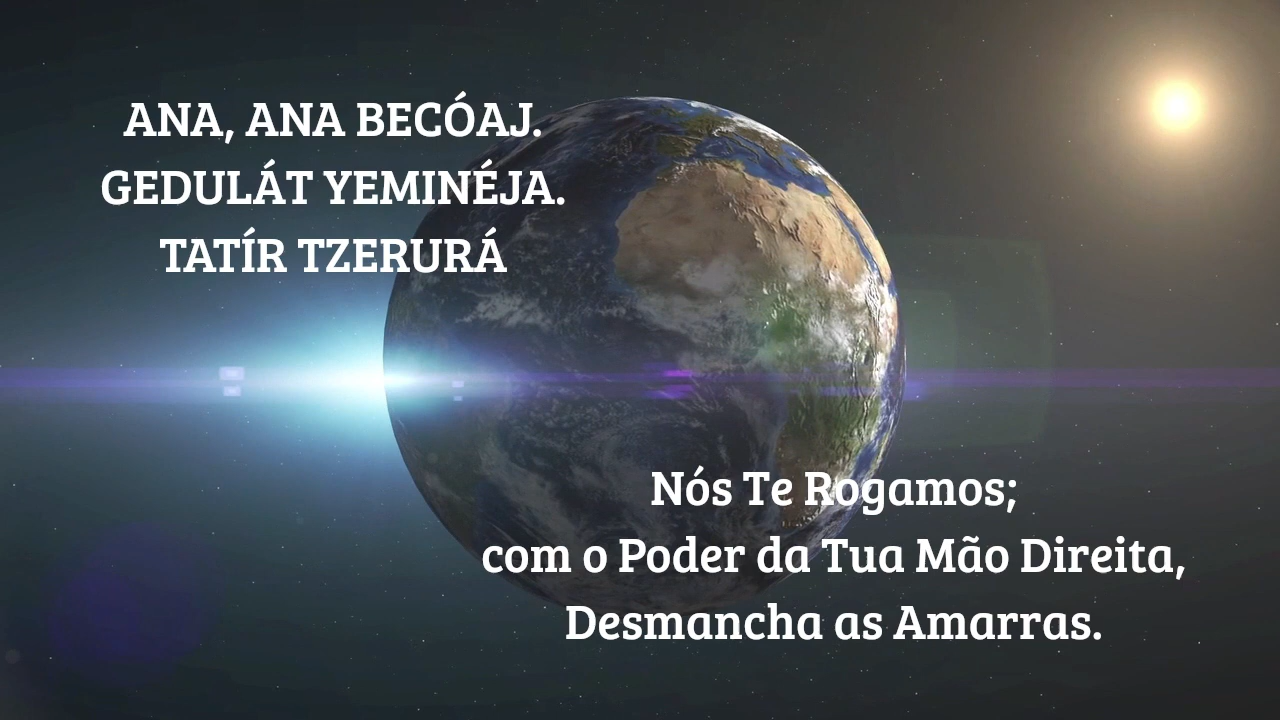 ANA, ANA BECÓAJ.
GEDULÁT YEMINÉJA.
TATÍR TZERURÁ
Nós Te Rogamos;
com o Poder da Tua Mão Direita,
Desmancha as Amarras.